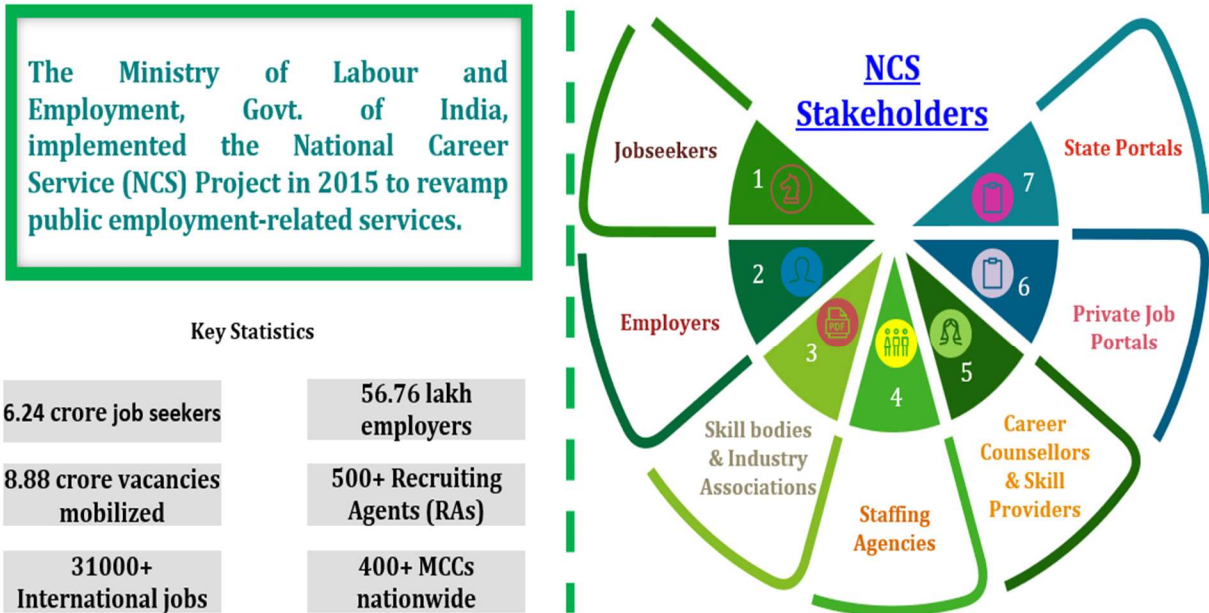 The Ministry of Labour and
Employment, Govt. of India,
implemented the National Career
Service (NCS) Project in 2015 to revamp
public employment-related services.
Key Statistics
6.24 crore job seekers
56.76 lakh
employers
8.88 crore vacancies
mobilized
500+ Recruiting
Agents (RAs)
31000+
International jobs
400+ MCCs
nationwide
NCS
Stakeholders
1
Jobseekers
2
Employers
3
PDF
Skill bodies
& Industry
Associations
4
Staffing
Agencies
5
Career
Counsellors
& Skill
Providers
6
Private Job
Portals
7
State Portals